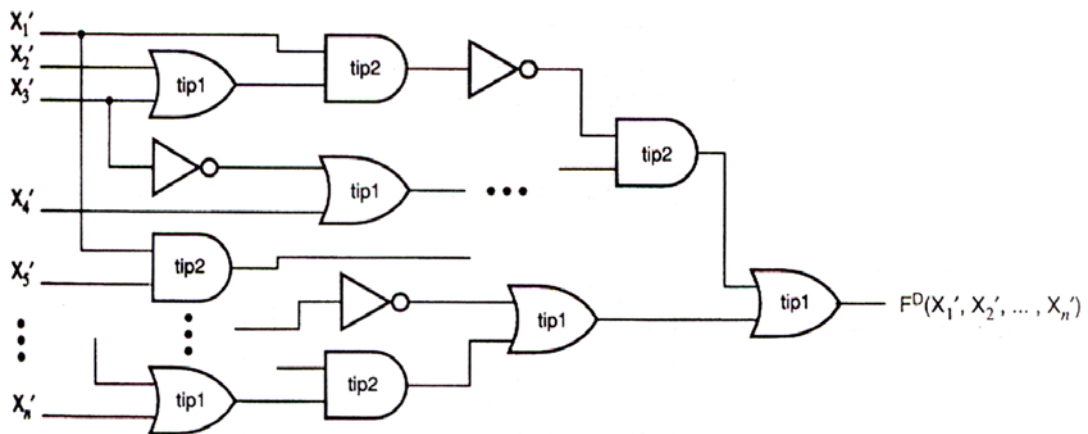 X₁′
X₂′
X₃′
tip1
tip2
tip2
X₄′
tip1
X₅′
tip2
tip1
tip1
Fᴰ(X₁′, X₂′, ... , Xₙ′)
Xₙ′
tip1
tip2